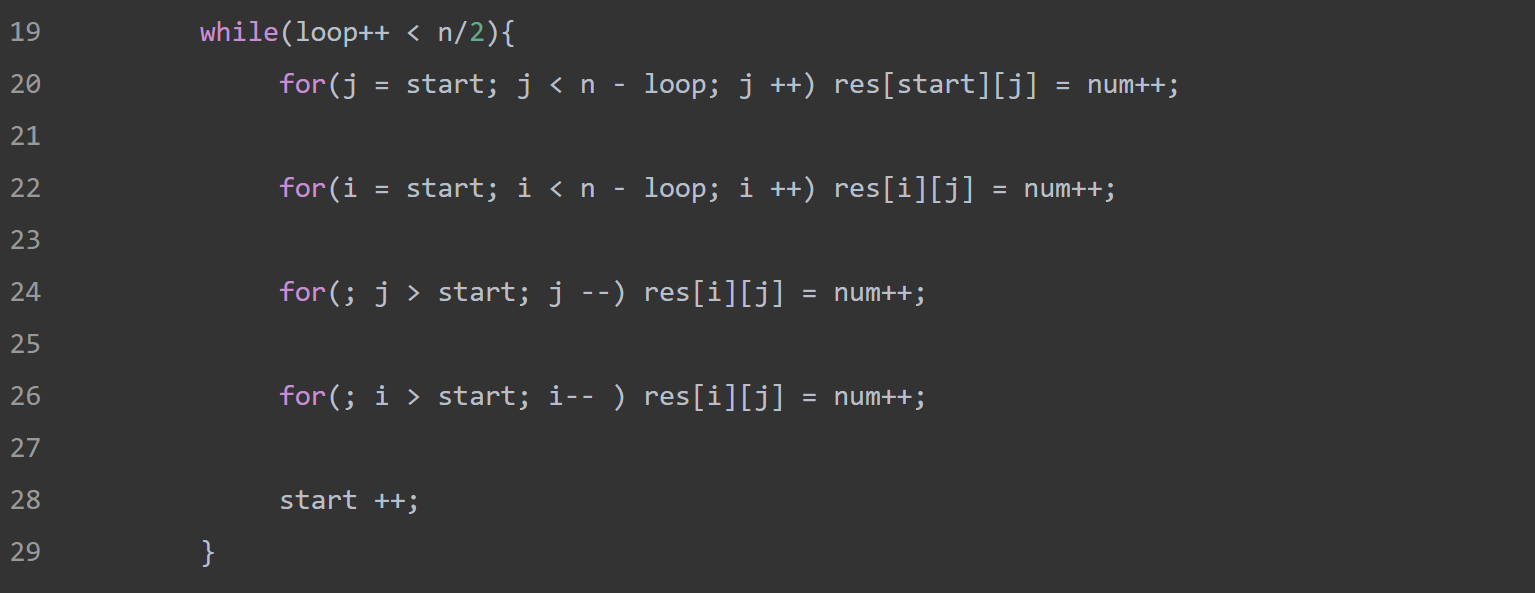 19 while(loop++ < n/2){
20 for(j = start; j < n - loop; j ++) res[start][j] = num++;
21
22 for(i = start; i < n - loop; i ++) res[i][j] = num++;
23
24 for(; j > start; j --) res[i][j] = num++;
25
26 for(; i > start; i-- ) res[i][j] = num++;
27
28 start ++;
29 }